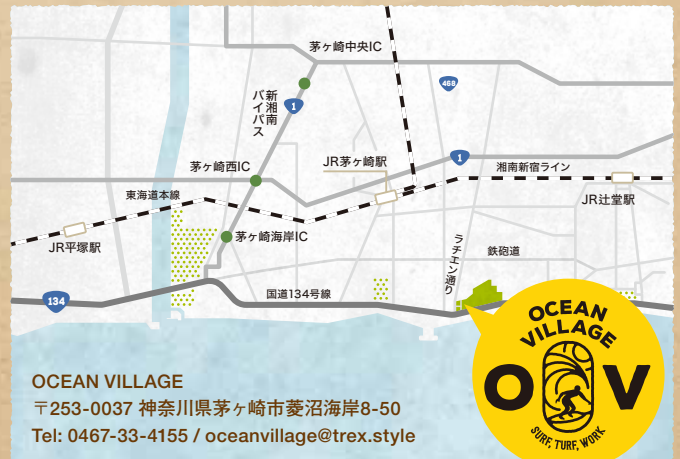 茅ヶ崎中央IC
468
新湘南
バイパス
1
茅ヶ崎西IC
JR茅ヶ崎駅
1
湘南新宿ライン
東海道本線
JR辻堂駅
茅ヶ崎海岸IC
JR平塚駅
ラチエン通り
鉄砲道
134
国道134号線
OCEAN
VILLAGE
O V
SURF, TURF, WORK
OCEAN VILLAGE
〒253-0037 神奈川県茅ヶ崎市菱沼海岸8-50
Tel: 0467-33-4155 / oceanvillage@trex.style